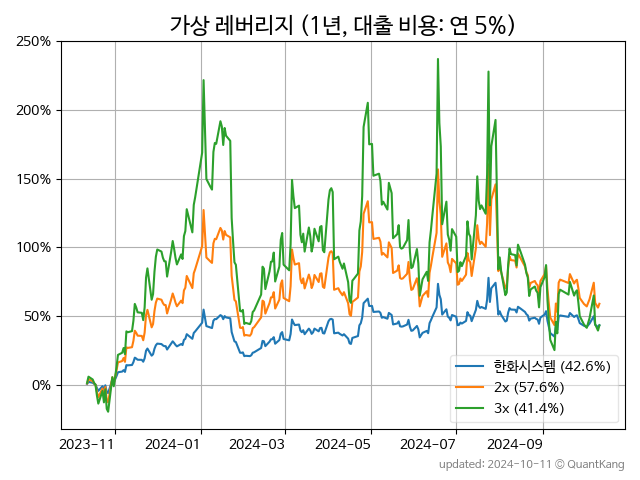 가상 레버리지 (1년, 대출 비용: 연 5%)
250%
200%
150%
100%
50%
0%
한화시스템 (42.6%)
2x (57.6%)
3x (41.4%)
2023-11 2024-01 2024-03 2024-05 2024-07 2024-09
updated: 2024-10-11 © QuantKang